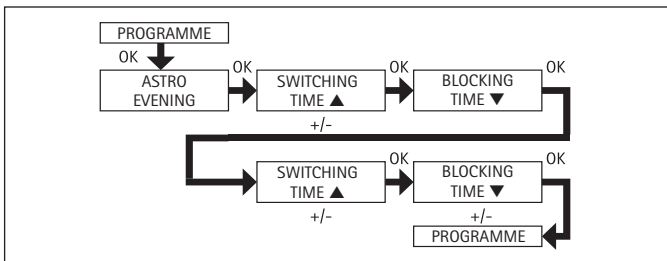 PROGRAMME
OK
ASTRO
EVENING
OK
SWITCHING
TIME ▲
+/-
OK
BLOCKING
TIME ▼
OK
SWITCHING
TIME ▲
+/-
OK
BLOCKING
TIME ▼
+/-
OK
PROGRAMME